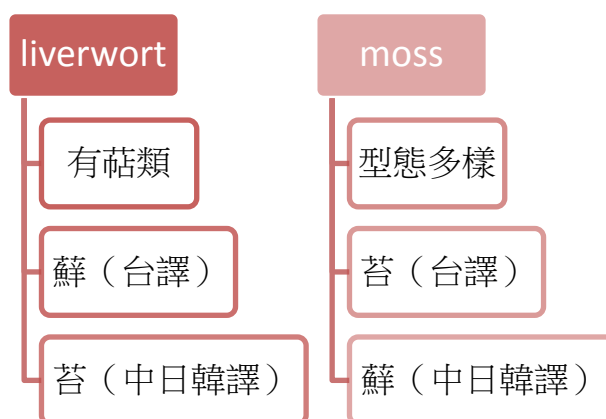 liverwort
有萜類
蘚（台譯）
苔（中日韓譯）
moss
型態多樣
苔（台譯）
蘚（中日韓譯）